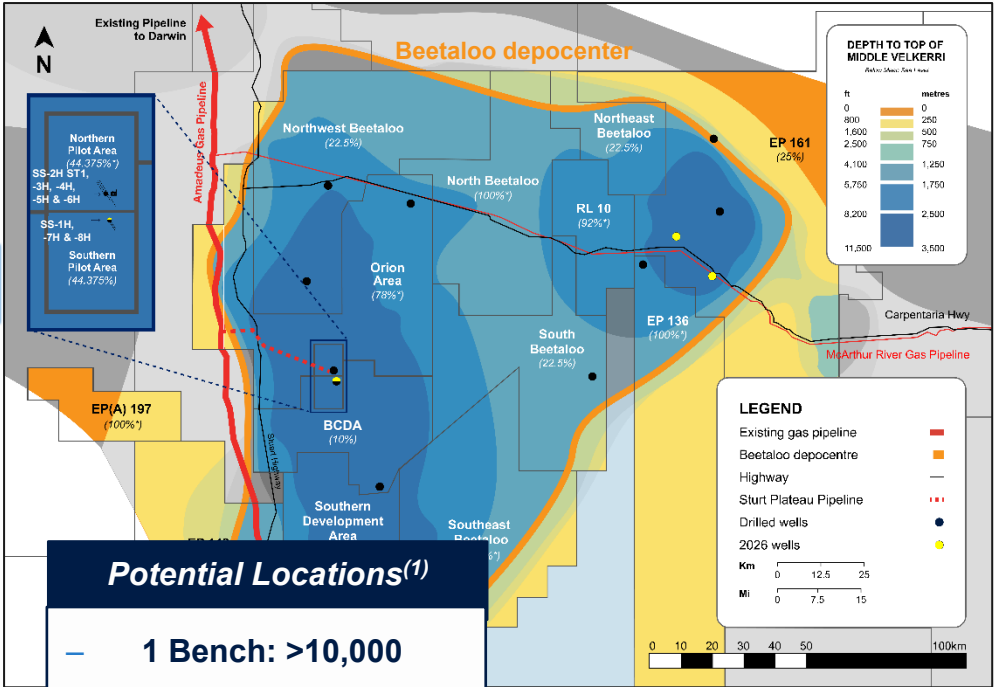 Existing Pipeline
to Darwin
N
Beetaloo depocenter
Amadeus Gas Pipeline
Northern
Pilot Area
(44.375%*)
SS-2H ST1,
-3H, -4H,
-5H & -6H
SS-1H,
-7H & -8H
Southern
Pilot Area
(44.375%)
Northwest Beetaloo
(22.5%)
Northeast
Beetaloo
(22.5%)
EP 161
(25%)
North Beetaloo
(100%*)
RL 10
(92%*)
Orion
Area
(78%*)
EP 136
(100%*)
South
Beetaloo
(22.5%)
BCDA
(10%)
EP(A) 197
(100%*)
Stuart Highway
Southern
Development
Area
Southeast
Beetaloo
Carpentaria Hwy
McArthur River Gas Pipeline
DEPTH TO TOP OF
MIDDLE VELKERRI
ft metres
0 0
800 250
1,600 500
2,500 750
4,100 1,250
5,750 1,750
8,200 2,500
11,500 3,500
LEGEND
Existing gas pipeline
Beetaloo depocentre
Highway
Sturt Plateau Pipeline
Drilled wells
2026 wells
Km 0 12.5 25
Mi 0 7.5 15
0 10 20 30 40 50 100km
Potential Locations(1)
– 1 Bench: >10,000